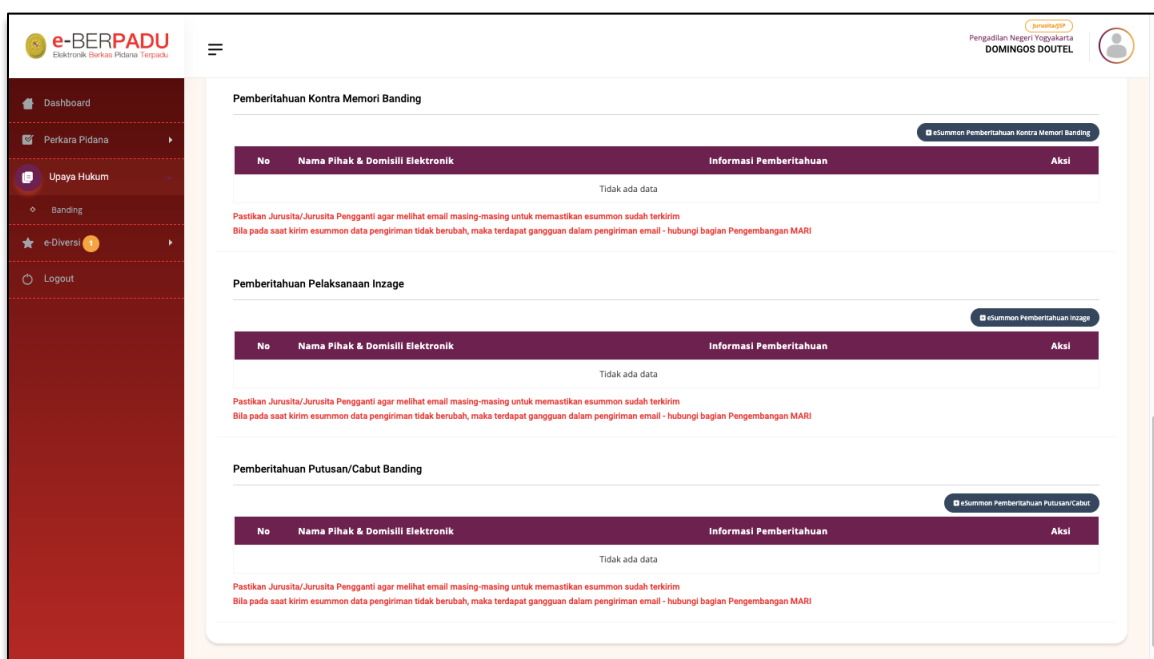 e-BERPADU
Elektronik Berkas Pidana Terpadu
Jurusita/JSP
Pengadilan Negeri Yogyakarta
DOMINGOS DOUTEL
Dashboard
Perkara Pidana
Upaya Hukum
Banding
e-Diversi 1
Logout
Pemberitahuan Kontra Memori Banding
eSummon Pemberitahuan Kontra Memori Banding
No Nama Pihak & Domisili Elektronik Informasi Pemberitahuan Aksi
Tidak ada data
Pastikan Jurusita/Jurusita Pengganti agar melihat email masing-masing untuk memastikan esummon sudah terkirim
Bila pada saat kirim esummon data pengiriman tidak berubah, maka terdapat gangguan dalam pengiriman email - hubungi bagian Pengembangan MARI
Pemberitahuan Pelaksanaan Inzage
eSummon Pemberitahuan Inzage
No Nama Pihak & Domisili Elektronik Informasi Pemberitahuan Aksi
Tidak ada data
Pastikan Jurusita/Jurusita Pengganti agar melihat email masing-masing untuk memastikan esummon sudah terkirim
Bila pada saat kirim esummon data pengiriman tidak berubah, maka terdapat gangguan dalam pengiriman email - hubungi bagian Pengembangan MARI
Pemberitahuan Putusan/Cabut Banding
eSummon Pemberitahuan Putusan/Cabut
No Nama Pihak & Domisili Elektronik Informasi Pemberitahuan Aksi
Tidak ada data
Pastikan Jurusita/Jurusita Pengganti agar melihat email masing-masing untuk memastikan esummon sudah terkirim
Bila pada saat kirim esummon data pengiriman tidak berubah, maka terdapat gangguan dalam pengiriman email - hubungi bagian Pengembangan MARI